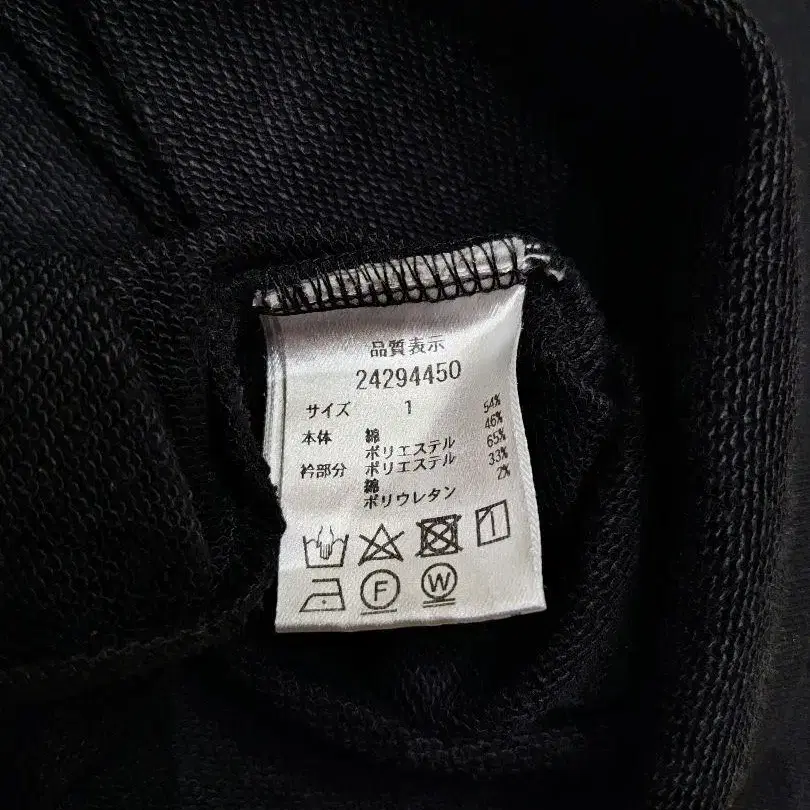 品質表示
24294450
サイズ 1
本体 綿 54%
ポリエステル 46%
衿部分 ポリエステル 65%
綿 33%
ポリウレタン 2%
F W